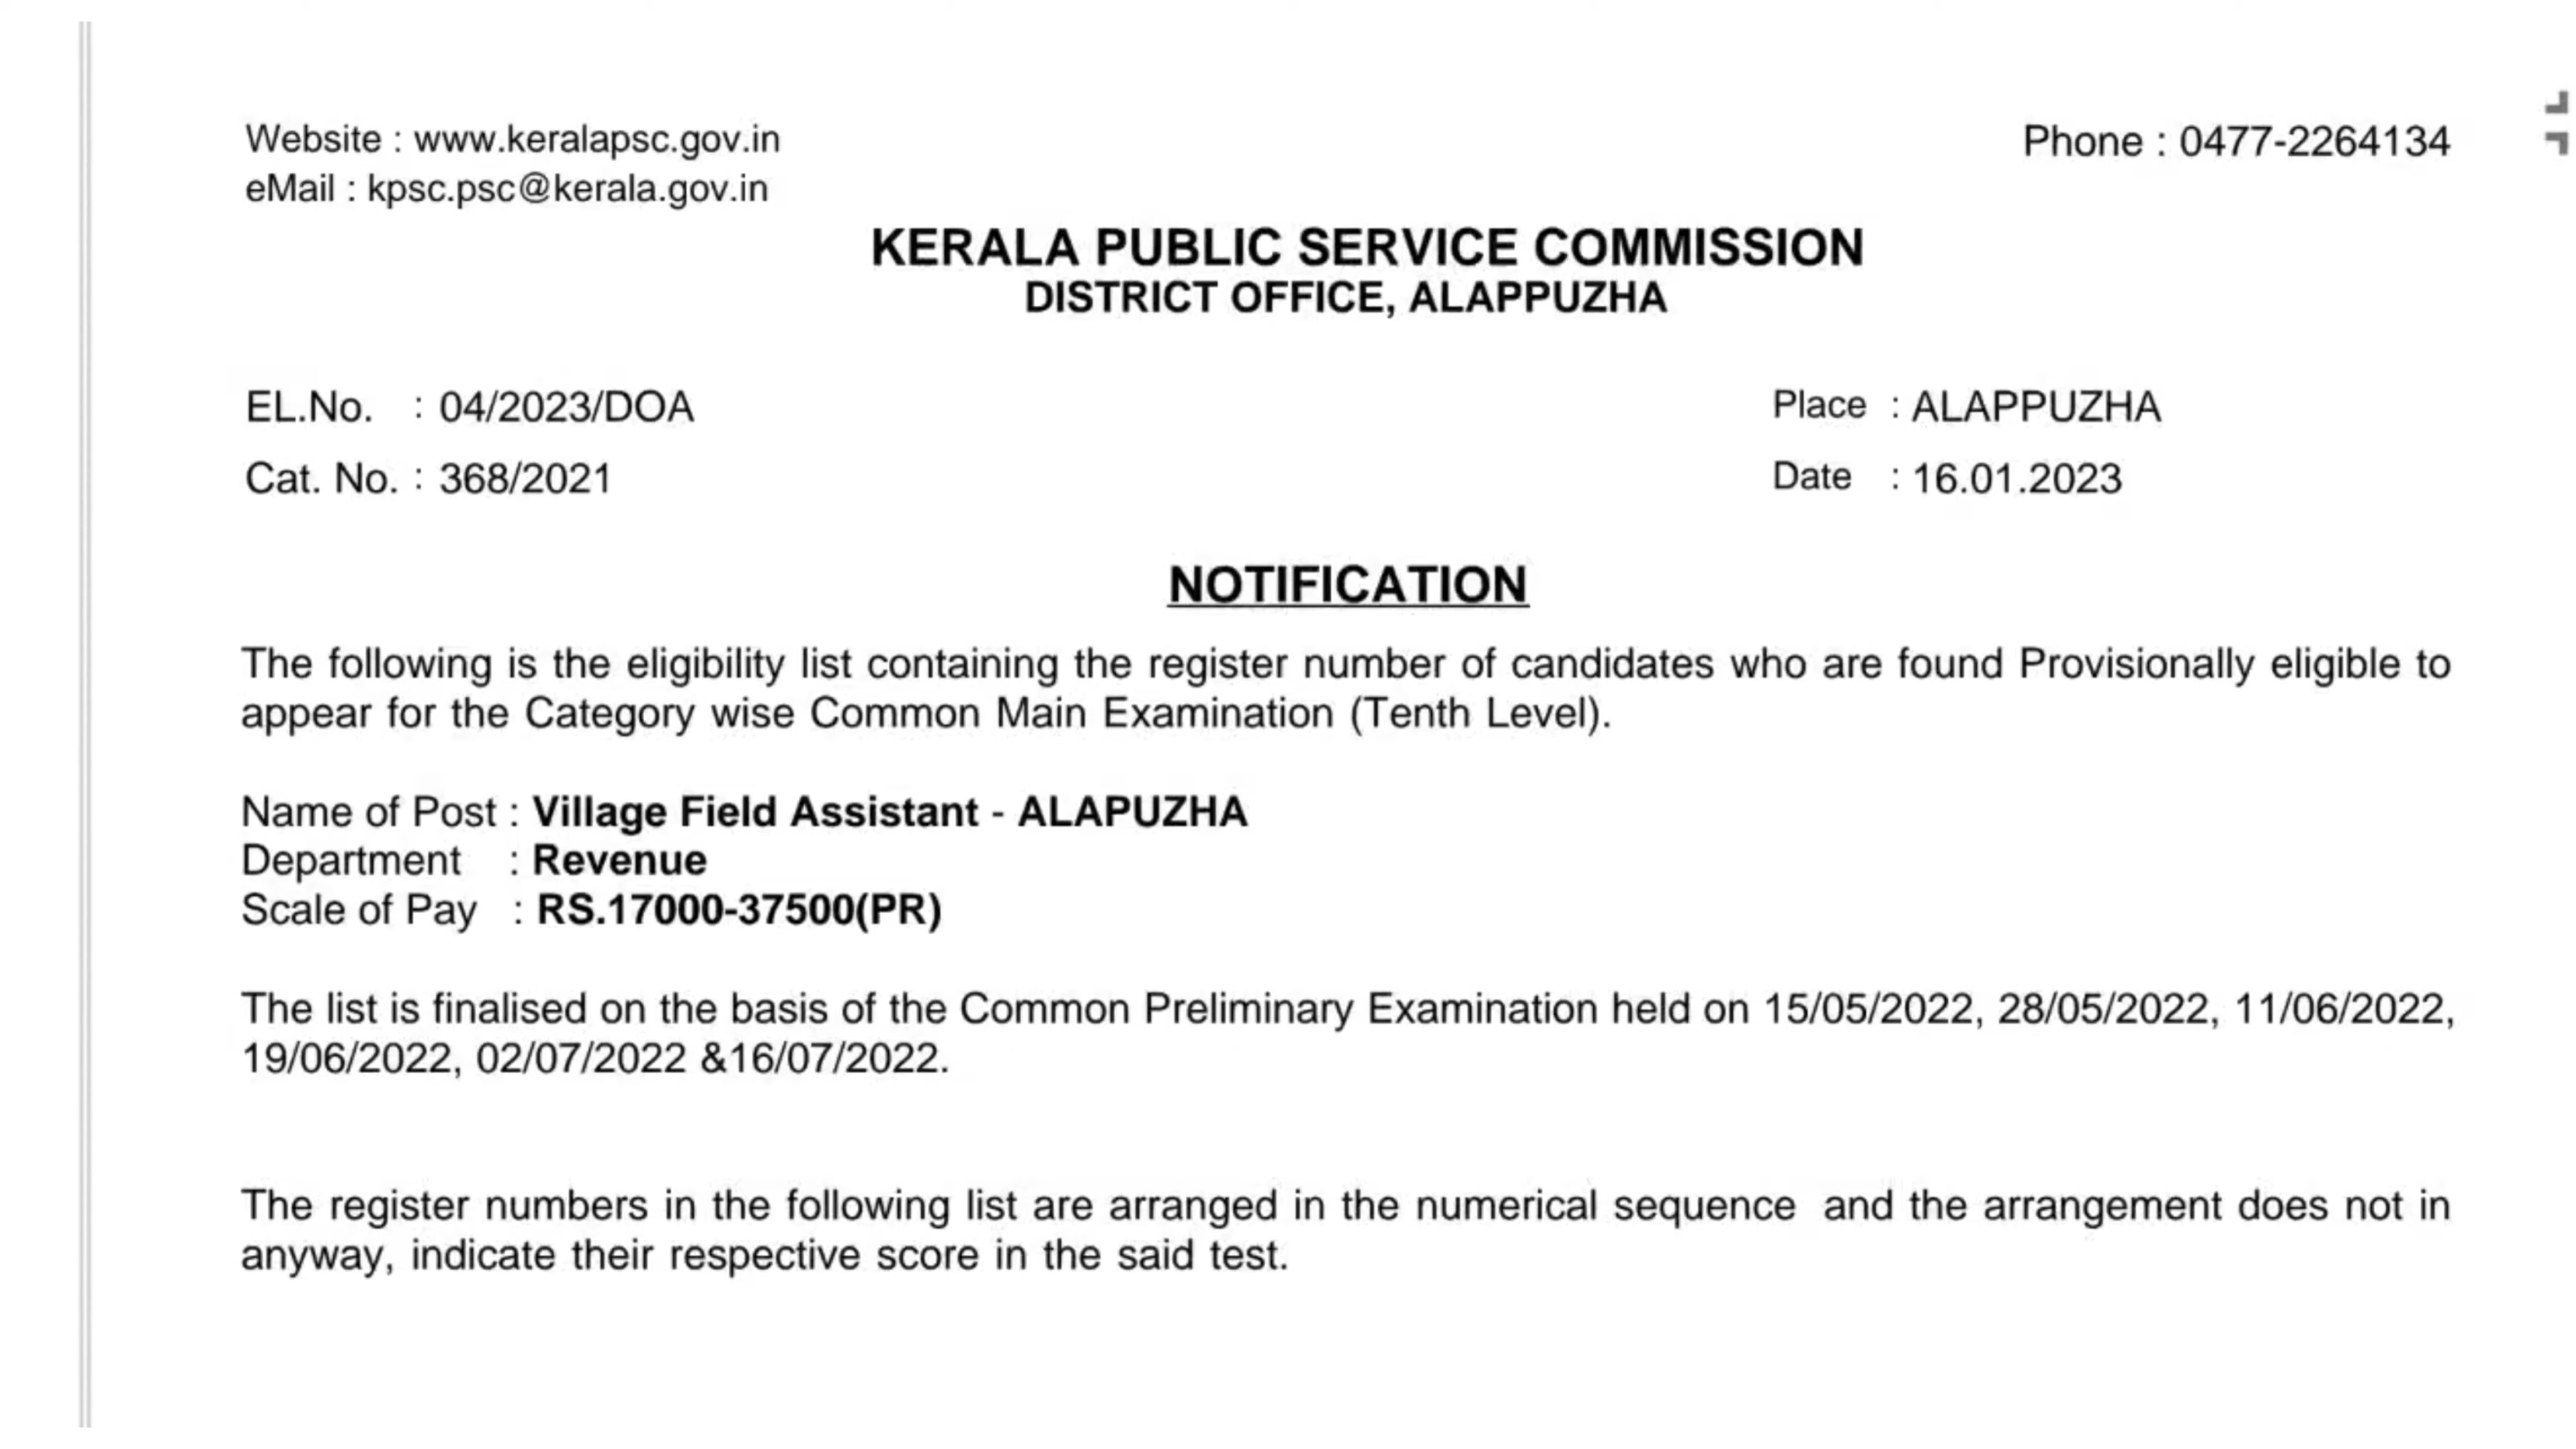 Website : www.keralapsc.gov.in
Phone : 0477-2264134
eMail : kpsc.psc@kerala.gov.in
KERALA PUBLIC SERVICE COMMISSION
DISTRICT OFFICE, ALAPPUZHA
EL.No. : 04/2023/DOA
Place : ALAPPUZHA
Cat. No. : 368/2021
Date : 16.01.2023
NOTIFICATION
The following is the eligibility list containing the register number of candidates who are found Provisionally eligible to
appear for the Category wise Common Main Examination (Tenth Level).
Name of Post : Village Field Assistant - ALAPUZHA
Department : Revenue
Scale of Pay : RS.17000-37500(PR)
The list is finalised on the basis of the Common Preliminary Examination held on 15/05/2022, 28/05/2022, 11/06/2022,
19/06/2022, 02/07/2022 &16/07/2022.
The register numbers in the following list are arranged in the numerical sequence and the arrangement does not in
anyway, indicate their respective score in the said test.